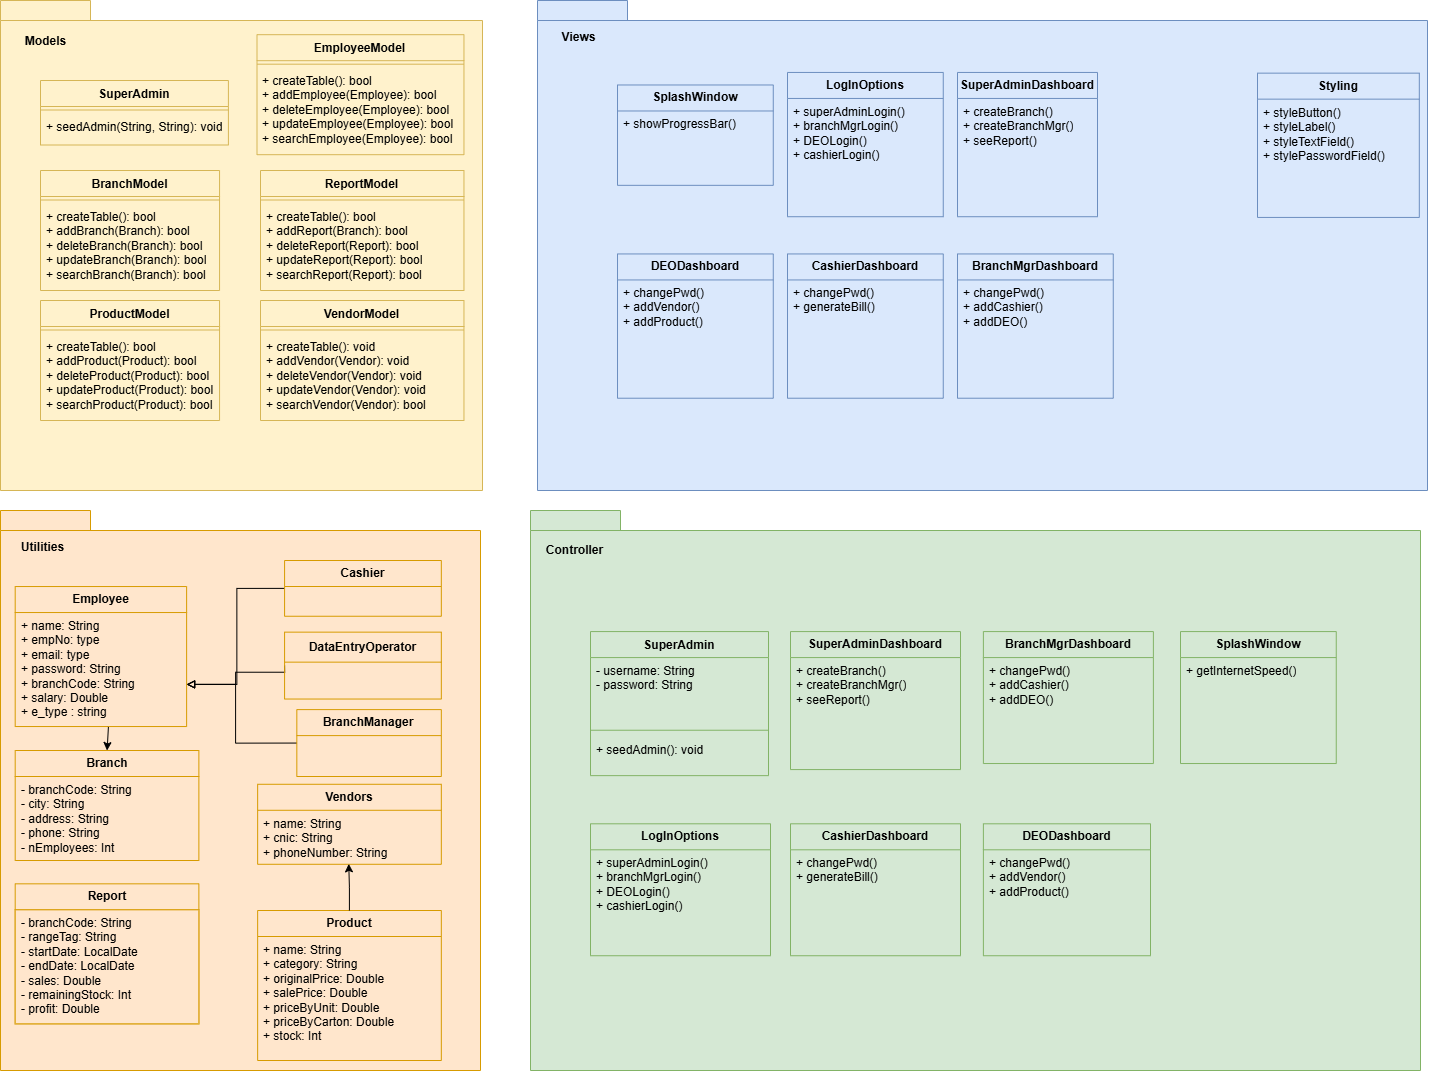 Models
SuperAdmin
+ seedAdmin(String, String): void
EmployeeModel
+ createTable(): bool
+ addEmployee(Employee): bool
+ deleteEmployee(Employee): bool
+ updateEmployee(Employee): bool
+ searchEmployee(Employee): bool
BranchModel
+ createTable(): bool
+ addBranch(Branch): bool
+ deleteBranch(Branch): bool
+ updateBranch(Branch): bool
+ searchBranch(Branch): bool
ReportModel
+ createTable(): bool
+ addReport(Branch): bool
+ deleteReport(Report): bool
+ updateReport(Report): bool
+ searchReport(Report): bool
ProductModel
+ createTable(): bool
+ addProduct(Product): bool
+ deleteProduct(Product): bool
+ updateProduct(Product): bool
+ searchProduct(Product): bool
VendorModel
+ createTable(): void
+ addVendor(Vendor): void
+ deleteVendor(Vendor): void
+ updateVendor(Vendor): void
+ searchVendor(Vendor): bool
Views
SplashWindow
+ showProgressBar()
LogInOptions
+ superAdminLogin()
+ branchMgrLogin()
+ DEOLogin()
+ cashierLogin()
SuperAdminDashboard
+ createBranch()
+ createBranchMgr()
+ seeReport()
Styling
+ styleButton()
+ styleLabel()
+ styleTextField()
+ stylePasswordField()
DEODashboard
+ changePwd()
+ addVendor()
+ addProduct()
CashierDashboard
+ changePwd()
+ generateBill()
BranchMgrDashboard
+ changePwd()
+ addCashier()
+ addDEO()
Utilities
Employee
+ name: String
+ empNo: type
+ email: type
+ password: String
+ branchCode: String
+ salary: Double
+ e_type : string
Cashier
DataEntryOperator
BranchManager
Branch
- branchCode: String
- city: String
- address: String
- phone: String
- nEmployees: Int
Vendors
+ name: String
+ cnic: String
+ phoneNumber: String
Report
- branchCode: String
- rangeTag: String
- startDate: LocalDate
- endDate: LocalDate
- sales: Double
- remainingStock: Int
- profit: Double
Product
+ name: String
+ category: String
+ originalPrice: Double
+ salePrice: Double
+ priceByUnit: Double
+ priceByCarton: Double
+ stock: Int
Controller
SuperAdmin
- username: String
- password: String
+ seedAdmin(): void
SuperAdminDashboard
+ createBranch()
+ createBranchMgr()
+ seeReport()
BranchMgrDashboard
+ changePwd()
+ addCashier()
+ addDEO()
SplashWindow
+ getInternetSpeed()
LogInOptions
+ superAdminLogin()
+ branchMgrLogin()
+ DEOLogin()
+ cashierLogin()
CashierDashboard
+ changePwd()
+ generateBill()
DEODashboard
+ changePwd()
+ addVendor()
+ addProduct()